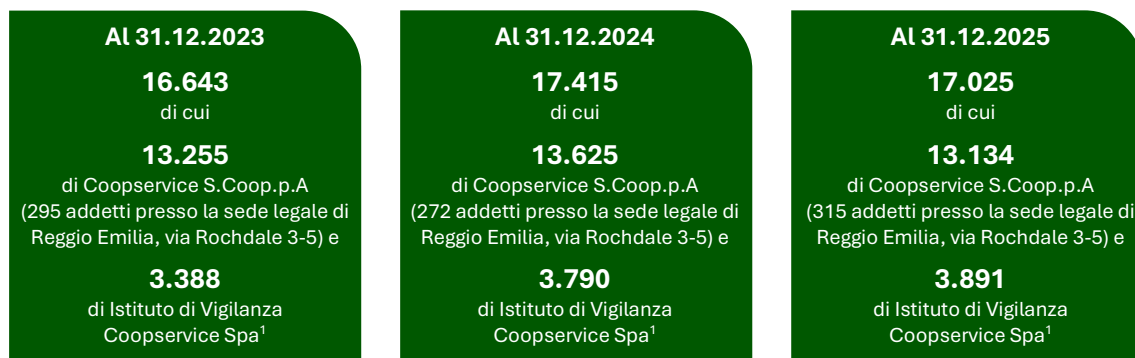 Al 31.12.2023
16.643
di cui
13.255
di Coopservice S.Coop.p.A
(295 addetti presso la sede legale di
Reggio Emilia, via Rochdale 3-5) e
3.388
di Istituto di Vigilanza
Coopservice Spa¹
Al 31.12.2024
17.415
di cui
13.625
di Coopservice S.Coop.p.A
(272 addetti presso la sede legale di
Reggio Emilia, via Rochdale 3-5) e
3.790
di Istituto di Vigilanza
Coopservice Spa¹
Al 31.12.2025
17.025
di cui
13.134
di Coopservice S.Coop.p.A
(315 addetti presso la sede legale di
Reggio Emilia, via Rochdale 3-5) e
3.891
di Istituto di Vigilanza
Coopservice Spa¹